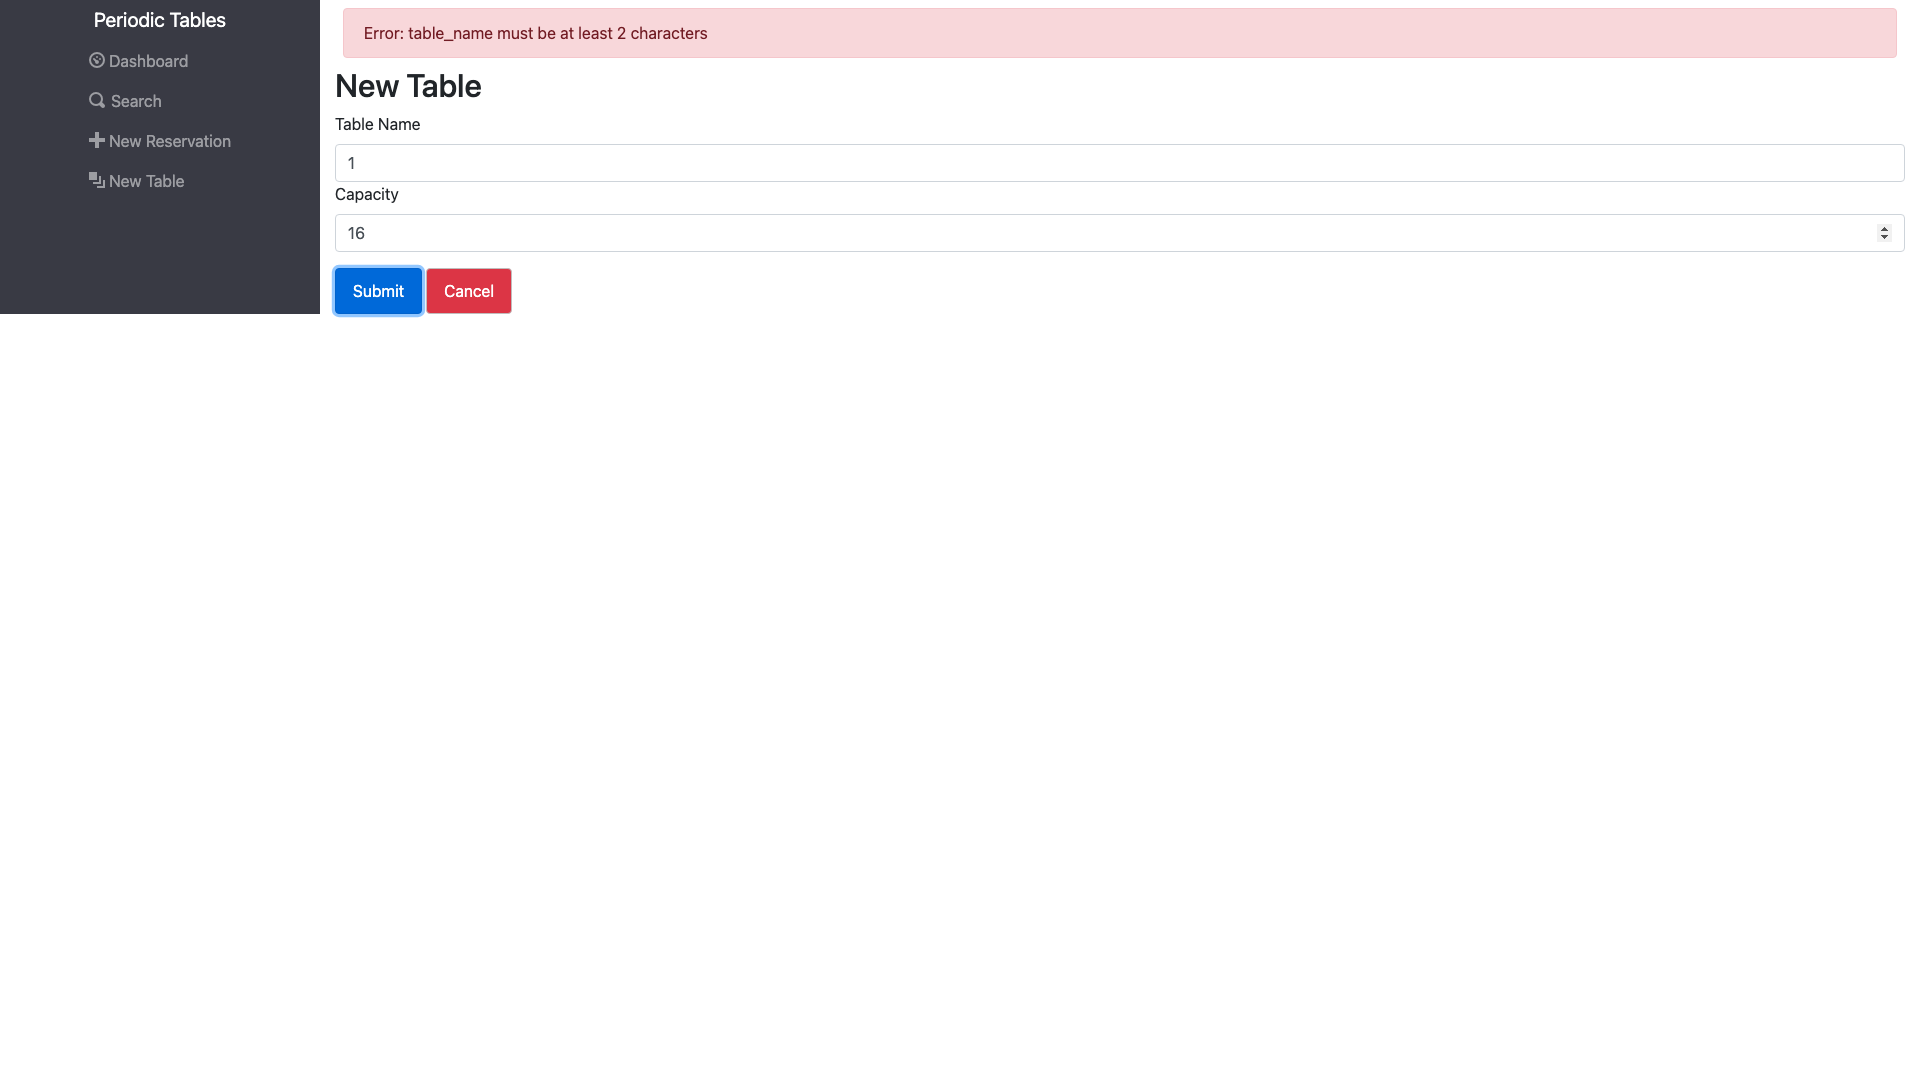 Periodic Tables
Dashboard
Search
New Reservation
New Table
Error: table_name must be at least 2 characters
New Table
Table Name
1
Capacity
16
Submit
Cancel